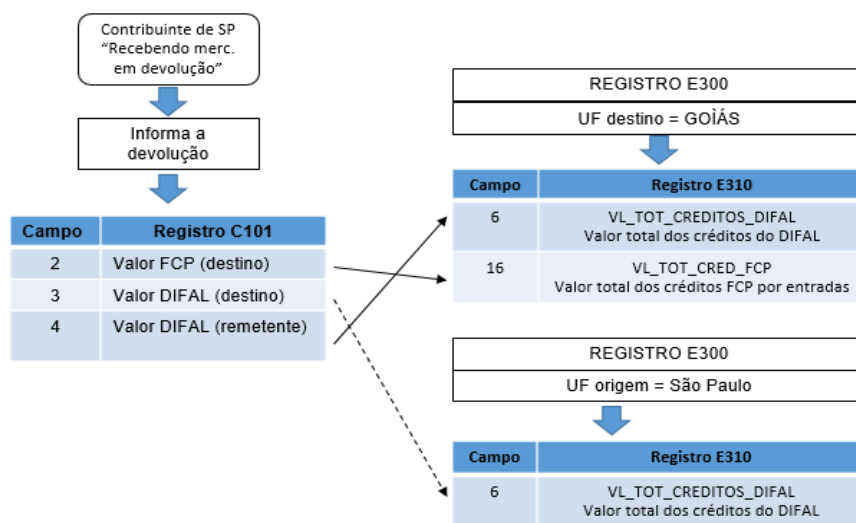 Contribuinte de SP
“Recebendo merc.
em devolução”
Informa a
devolução
Campo Registro C101
2 Valor FCP (destino)
3 Valor DIFAL (destino)
4 Valor DIFAL (remetente)
REGISTRO E300
UF destino = GOÌÁS
Campo Registro E310
6 VL_TOT_CREDITOS_DIFAL
Valor total dos créditos do DIFAL
16 VL_TOT_CRED_FCP
Valor total dos créditos FCP por entradas
REGISTRO E300
UF origem = São Paulo
Campo Registro E310
6 VL_TOT_CREDITOS_DIFAL
Valor total dos créditos do DIFAL